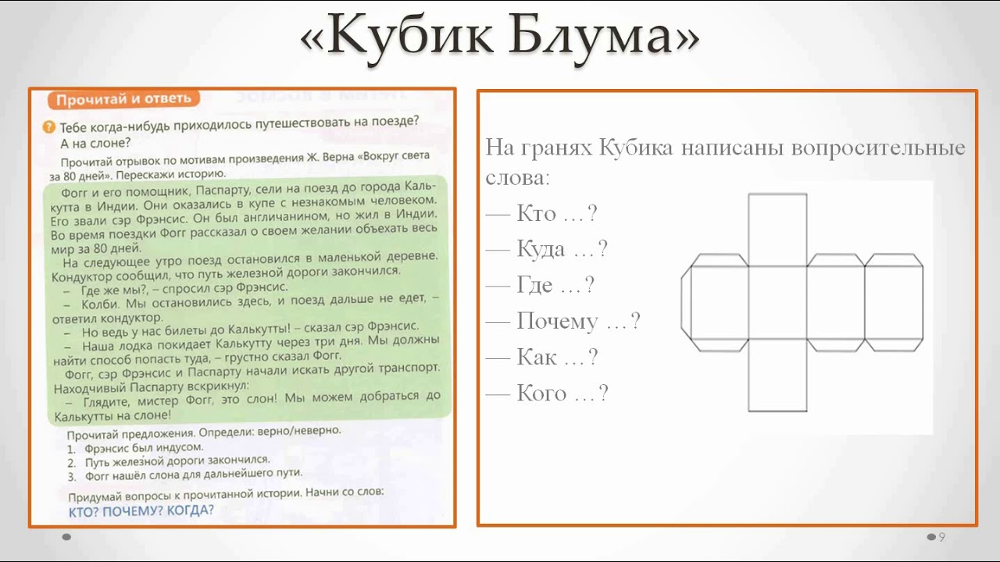 «Кубик Блума»
Прочитай и ответь
? Тебе когда-нибудь приходилось путешествовать на поезде?
А на слоне?
Прочитай отрывок по мотивам произведения Ж. Верна «Вокруг света
за 80 дней». Перескажи историю.
Фогг и его помощник, Паспарту, сели на поезд до города Каль-
кутта в Индии. Они оказались в купе с незнакомым человеком.
Его звали сэр Фрэнсис. Он был англичанином, но жил в Индии.
Во время поездки Фогг рассказал о своем желании объехать весь
мир за 80 дней.
На следующее утро поезд остановился в маленькой деревне.
Кондуктор сообщил, что путь железной дороги закончился.
– Где же мы?, – спросил сэр Фрэнсис.
– Колби. Мы остановились здесь, и поезд дальше не едет, –
ответил кондуктор.
– Но ведь у нас билеты до Калькутты! – сказал сэр Фрэнсис.
– Наша лодка покидает Калькутту через три дня. Мы должны
найти способ попасть туда, – грустно сказал Фогг.
Фогг, сэр Фрэнсис и Паспарту начали искать другой транспорт.
Находчивый Паспарту вскрикнул:
– Глядите, мистер Фогг, это слон! Мы можем добраться до
Калькутты на слоне!
Прочитай предложения. Определи: верно/неверно.
1. Фрэнсис был индусом.
2. Путь железной дороги закончился.
3. Фогг нашёл слона для дальнейшего пути.
Придумай вопросы к прочитанной истории. Начни со слов:
КТО? ПОЧЕМУ? КОГДА?
На гранях Кубика написаны вопросительные
слова:
— Кто …?
— Куда …?
— Где …?
— Почему …?
— Как …?
— Кого …?
9